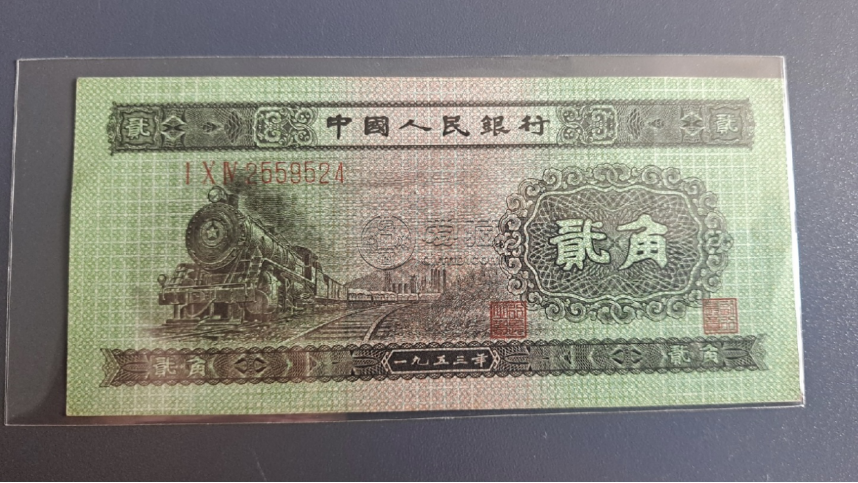 中國人民銀行
貳 貳
I X Ⅳ 2559524
貳角
貳角 一九五三年 貳角